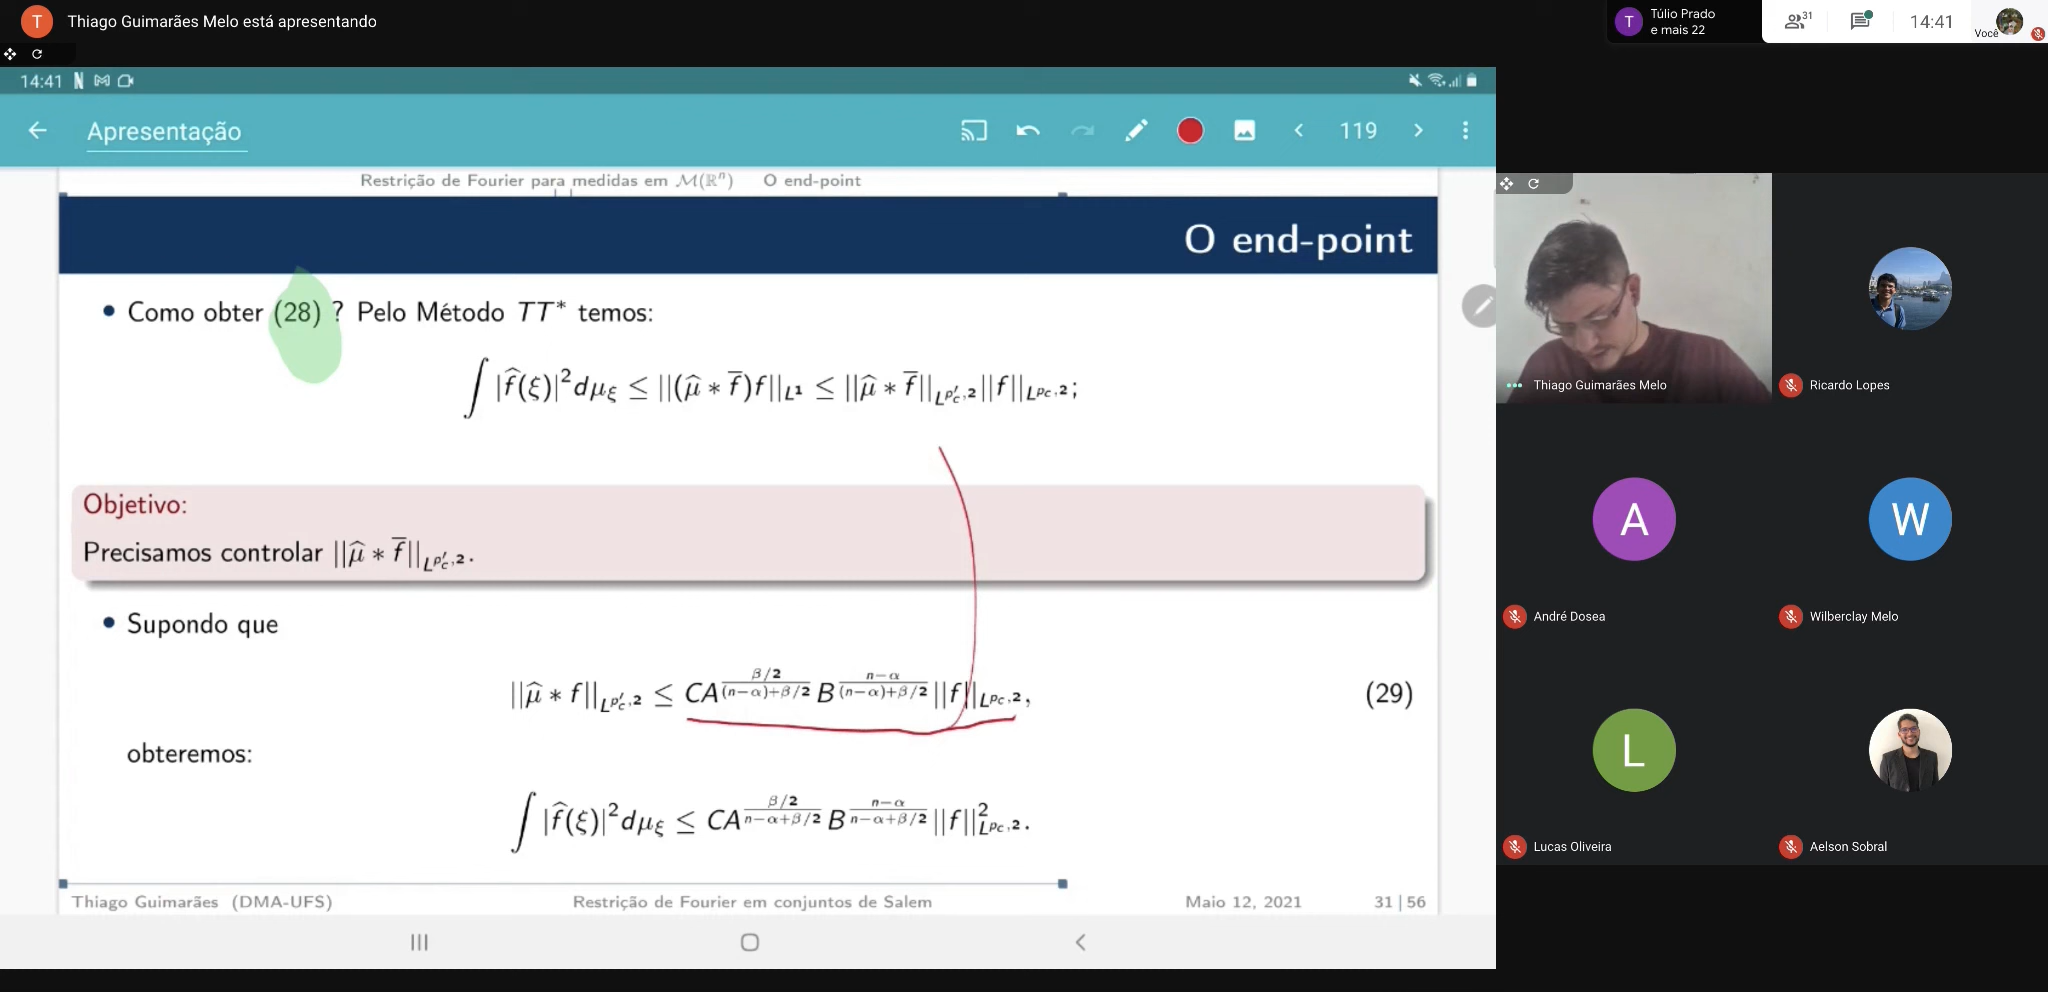 T Thiago Guimarães Melo está apresentando
T Túlio Prado e mais 22
31
14:41
Você
14:41
Apresentação
119
Restrição de Fourier para medidas em M(ℝⁿ) O end-point
O end-point
• Como obter (28) ? Pelo Método TT* temos:
∫ |f̂(ξ)|² dμ_ξ ≤ ||(μ̂ * f̄)f||_{L¹} ≤ ||μ̂ * f̄||_{L^{p'_c,2}} ||f||_{L^{p_c,2}};
Objetivo:
Precisamos controlar ||μ̂ * f̄||_{L^{p'_c,2}}.
• Supondo que
||μ̂ * f||_{L^{p'_c,2}} ≤ CA^{\frac{β/2}{(n−α)+β/2}} B^{\frac{n−α}{(n−α)+β/2}} ||f||_{L^{p_c,2}}, (29)
obteremos:
∫ |f̂(ξ)|² dμ_ξ ≤ CA^{\frac{β/2}{n−α+β/2}} B^{\frac{n−α}{n−α+β/2}} ||f||²_{L^{p_c,2}}.
Thiago Guimarães (DMA-UFS) Restrição de Fourier em conjuntos de Salem Maio 12, 2021 31 | 56
Thiago Guimarães Melo
Ricardo Lopes
A
André Dosea
W
Wilberclay Melo
L
Lucas Oliveira
Aelson Sobral